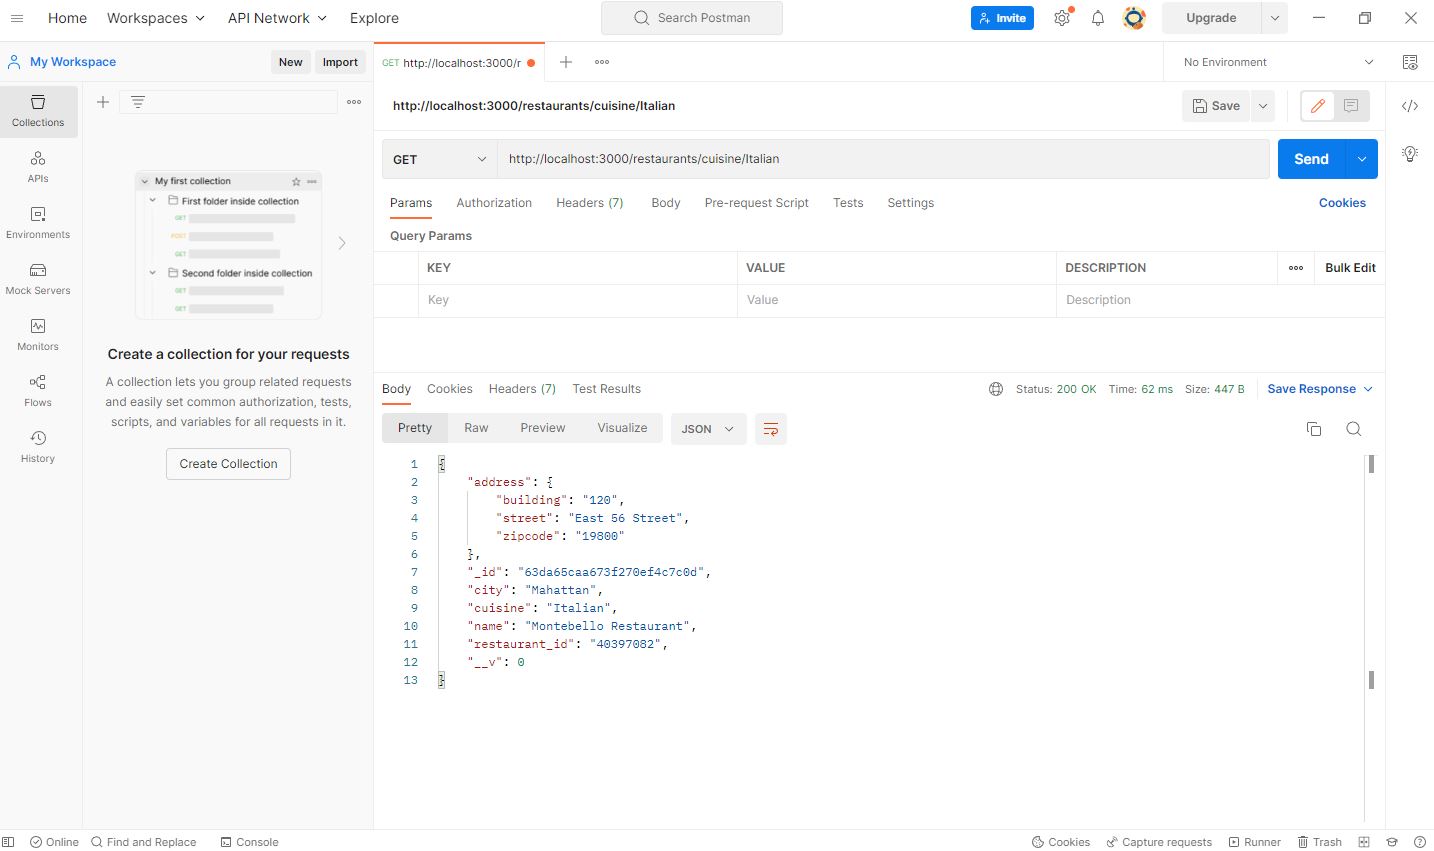 Home Workspaces API Network Explore Search Postman Invite Upgrade
My Workspace New Import GET http://localhost:3000/r No Environment
Collections
APIs
Environments
Mock Servers
Monitors
Flows
History
My first collection
First folder inside collection
GET
POST
GET
Second folder inside collection
GET
GET
Create a collection for your requests
A collection lets you group related requests
and easily set common authorization, tests,
scripts, and variables for all requests in it.
Create Collection
http://localhost:3000/restaurants/cuisine/Italian Save
GET http://localhost:3000/restaurants/cuisine/Italian Send
Params Authorization Headers (7) Body Pre-request Script Tests Settings Cookies
Query Params
KEY VALUE DESCRIPTION Bulk Edit
Key Value Description
Body Cookies Headers (7) Test Results Status: 200 OK Time: 62 ms Size: 447 B Save Response
Pretty Raw Preview Visualize JSON
1 {
2 "address": {
3 "building": "120",
4 "street": "East 56 Street",
5 "zipcode": "19800"
6 },
7 "_id": "63da65caa673f270ef4c7c0d",
8 "city": "Mahattan",
9 "cuisine": "Italian",
10 "name": "Montebello Restaurant",
11 "restaurant_id": "40397082",
12 "__v": 0
13 }
Online Find and Replace Console Cookies Capture requests Runner Trash